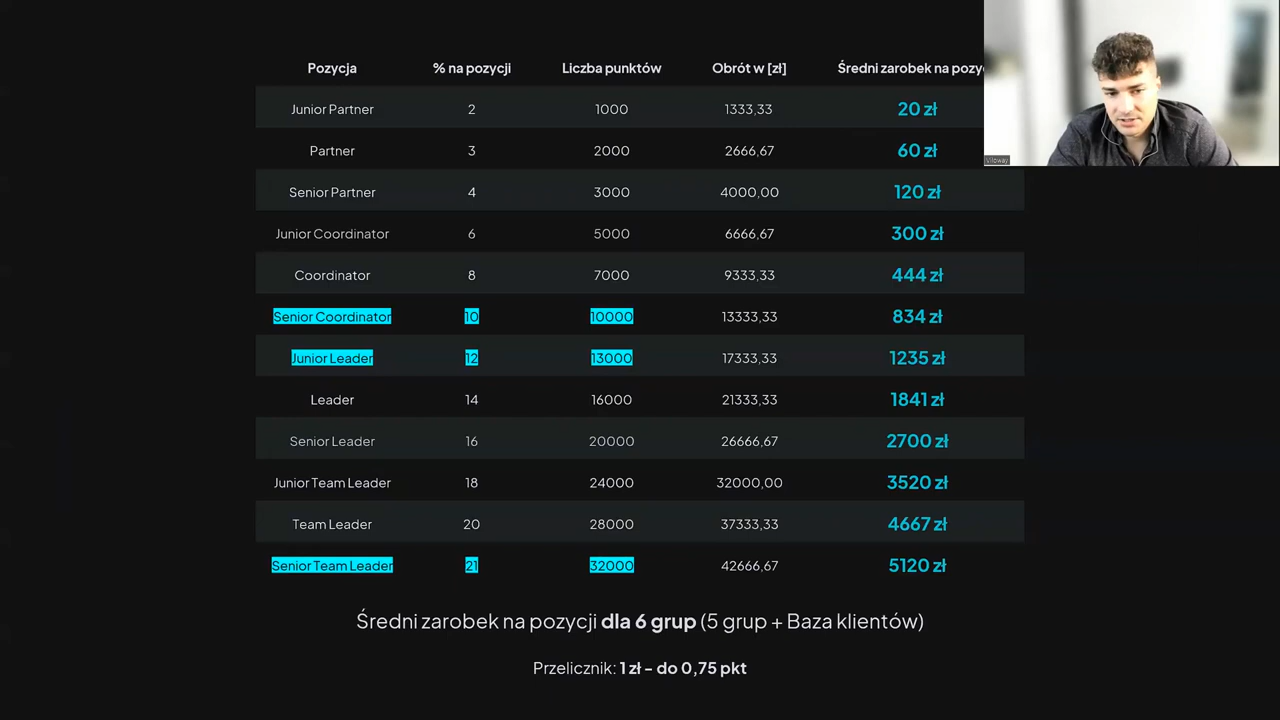 Pozycja % na pozycji Liczba punktów Obrót w [zł] Średni zarobek na
Junior Partner 2 1000 1333,33 20 zł
Partner 3 2000 2666,67 60 zł
Senior Partner 4 3000 4000,00 120 zł
Junior Coordinator 6 5000 6666,67 300 zł
Coordinator 8 7000 9333,33 444 zł
Senior Coordinator 10 10000 13333,33 834 zł
Junior Leader 12 13000 17333,33 1235 zł
Leader 14 16000 21333,33 1841 zł
Senior Leader 16 20000 26666,67 2700 zł
Junior Team Leader 18 24000 32000,00 3520 zł
Team Leader 20 28000 37333,33 4667 zł
Senior Team Leader 21 32000 42666,67 5120 zł
Średni zarobek na pozycji dla 6 grup (5 grup + Baza klientów)
Przelicznik: 1 zł - do 0,75 pkt
Viloway